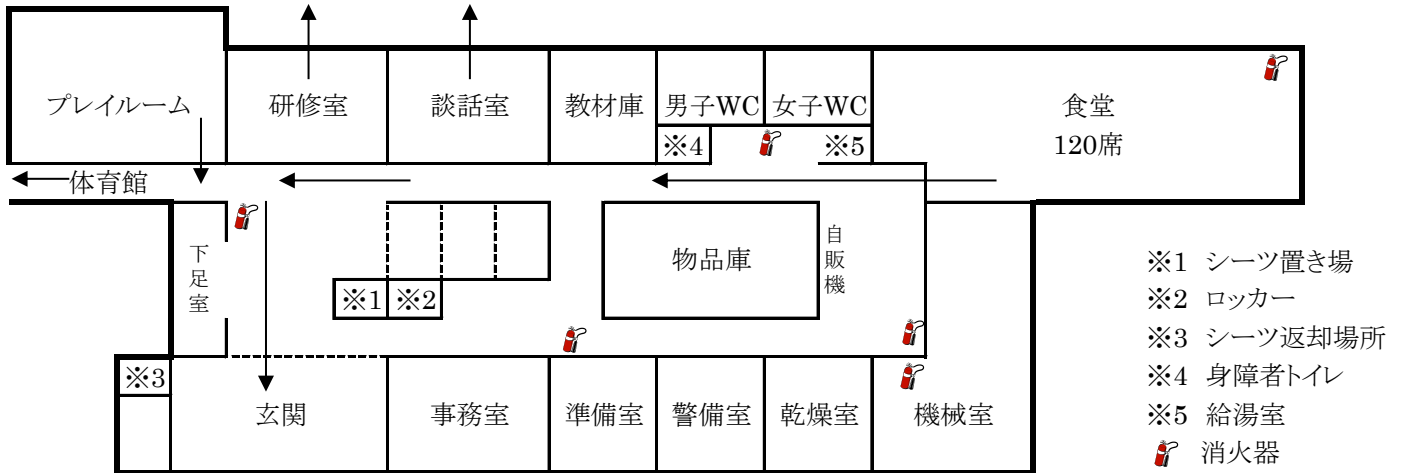 プレイルーム
研修室
談話室
教材庫
男子WC
女子WC
食堂
120席
※4
※5
体育館
下足室
物品庫
自販機
※1
※2
※3
玄関
事務室
準備室
警備室
乾燥室
機械室
※1 シーツ置き場
※2 ロッカー
※3 シーツ返却場所
※4 身障者トイレ
※5 給湯室
消火器